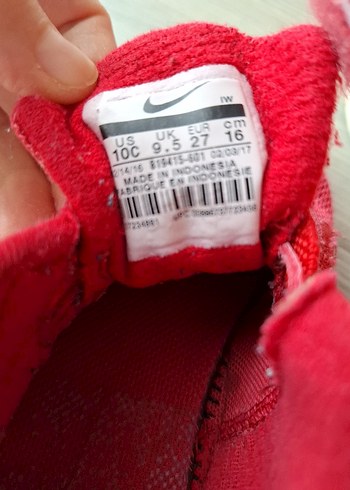 IW
US UK EUR cm
10C 9.5 27 16
/14/16 819415-601 02/03/17
MADE IN INDONESIA
FABRIQUE EN INDONESIE